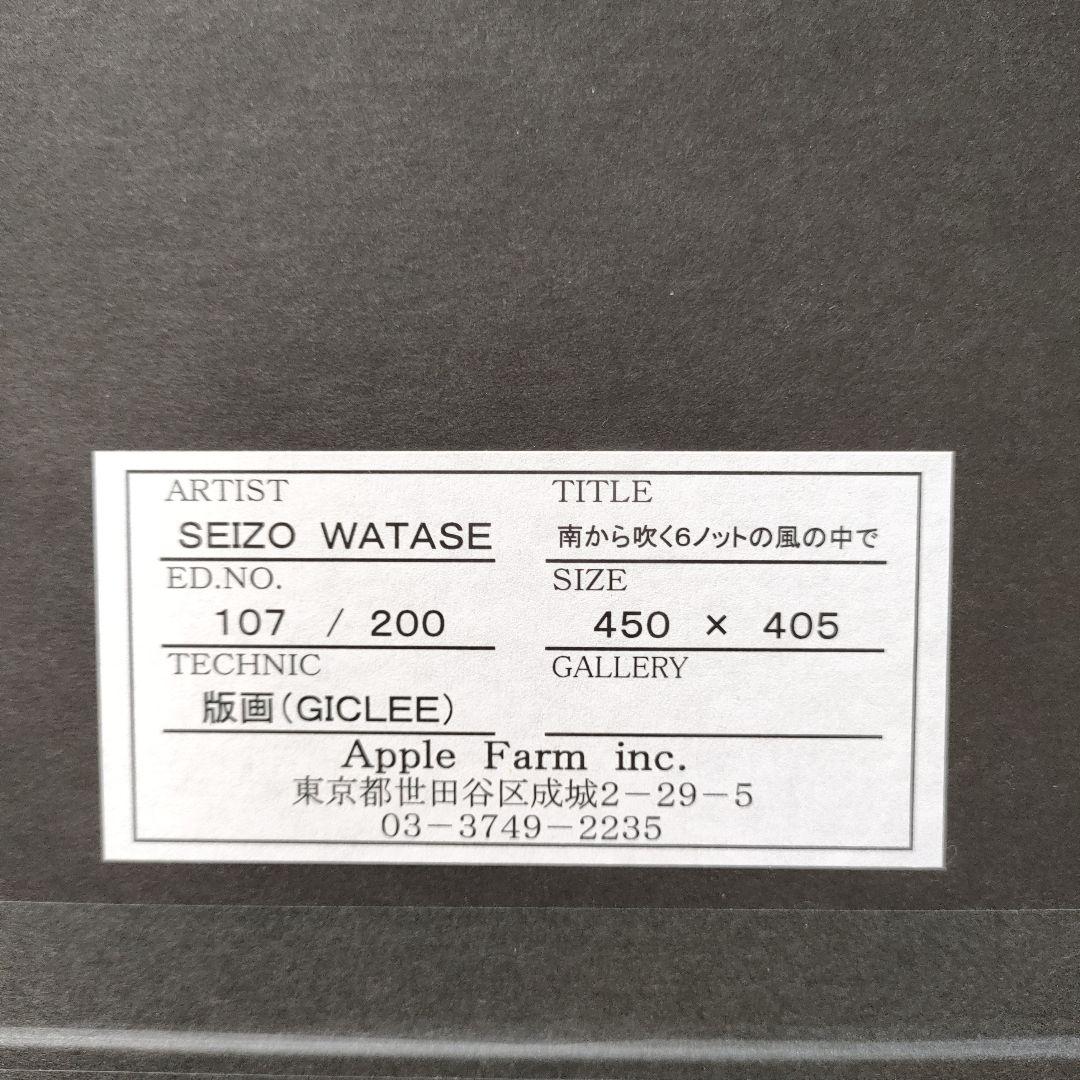 ARTIST TITLE
SEIZO WATASE 南から吹く6ノットの風の中で
ED.NO. SIZE
107 / 200 450 × 405
TECHNIC GALLERY
版画(GICLEE)
Apple Farm inc.
東京都世田谷区成城2-29-5
03-3749-2235